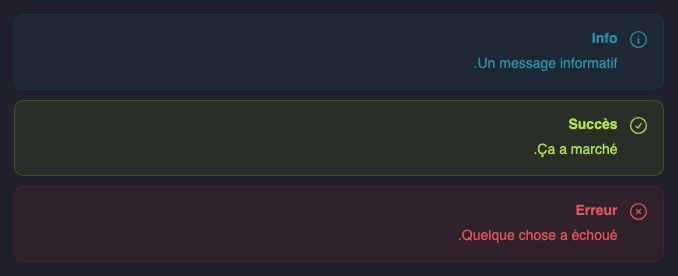 Info
.Un message informatif
Succès
.Ça a marché
Erreur
.Quelque chose a échoué